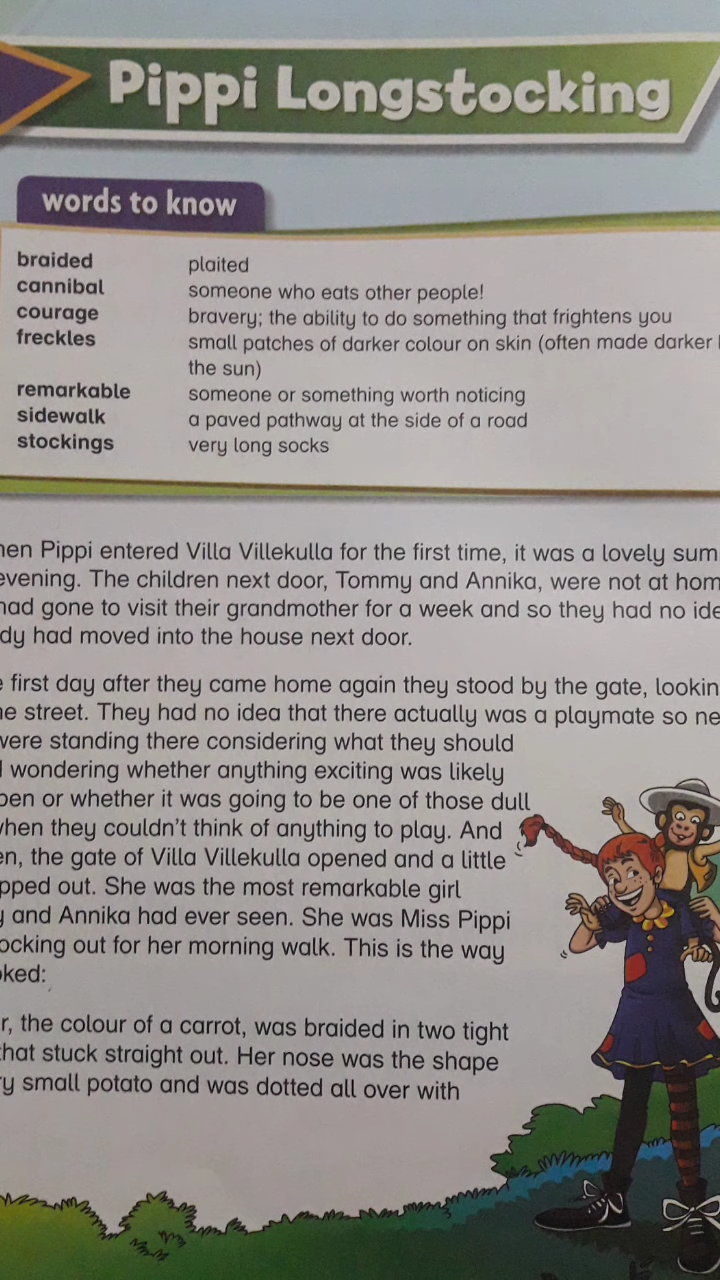 Pippi Longstocking
words to know
braided plaited
cannibal someone who eats other people!
courage bravery; the ability to do something that frightens you
freckles small patches of darker colour on skin (often made darker
the sun)
remarkable someone or something worth noticing
sidewalk a paved pathway at the side of a road
stockings very long socks
hen Pippi entered Villa Villekulla for the first time, it was a lovely sum
evening. The children next door, Tommy and Annika, were not at hom
had gone to visit their grandmother for a week and so they had no ide
dy had moved into the house next door.
first day after they came home again they stood by the gate, lookin
he street. They had no idea that there actually was a playmate so ne
were standing there considering what they should
wondering whether anything exciting was likely
pen or whether it was going to be one of those dull
when they couldn't think of anything to play. And
en, the gate of Villa Villekulla opened and a little
pped out. She was the most remarkable girl
y and Annika had ever seen. She was Miss Pippi
ocking out for her morning walk. This is the way
oked:
r, the colour of a carrot, was braided in two tight
that stuck straight out. Her nose was the shape
ry small potato and was dotted all over with